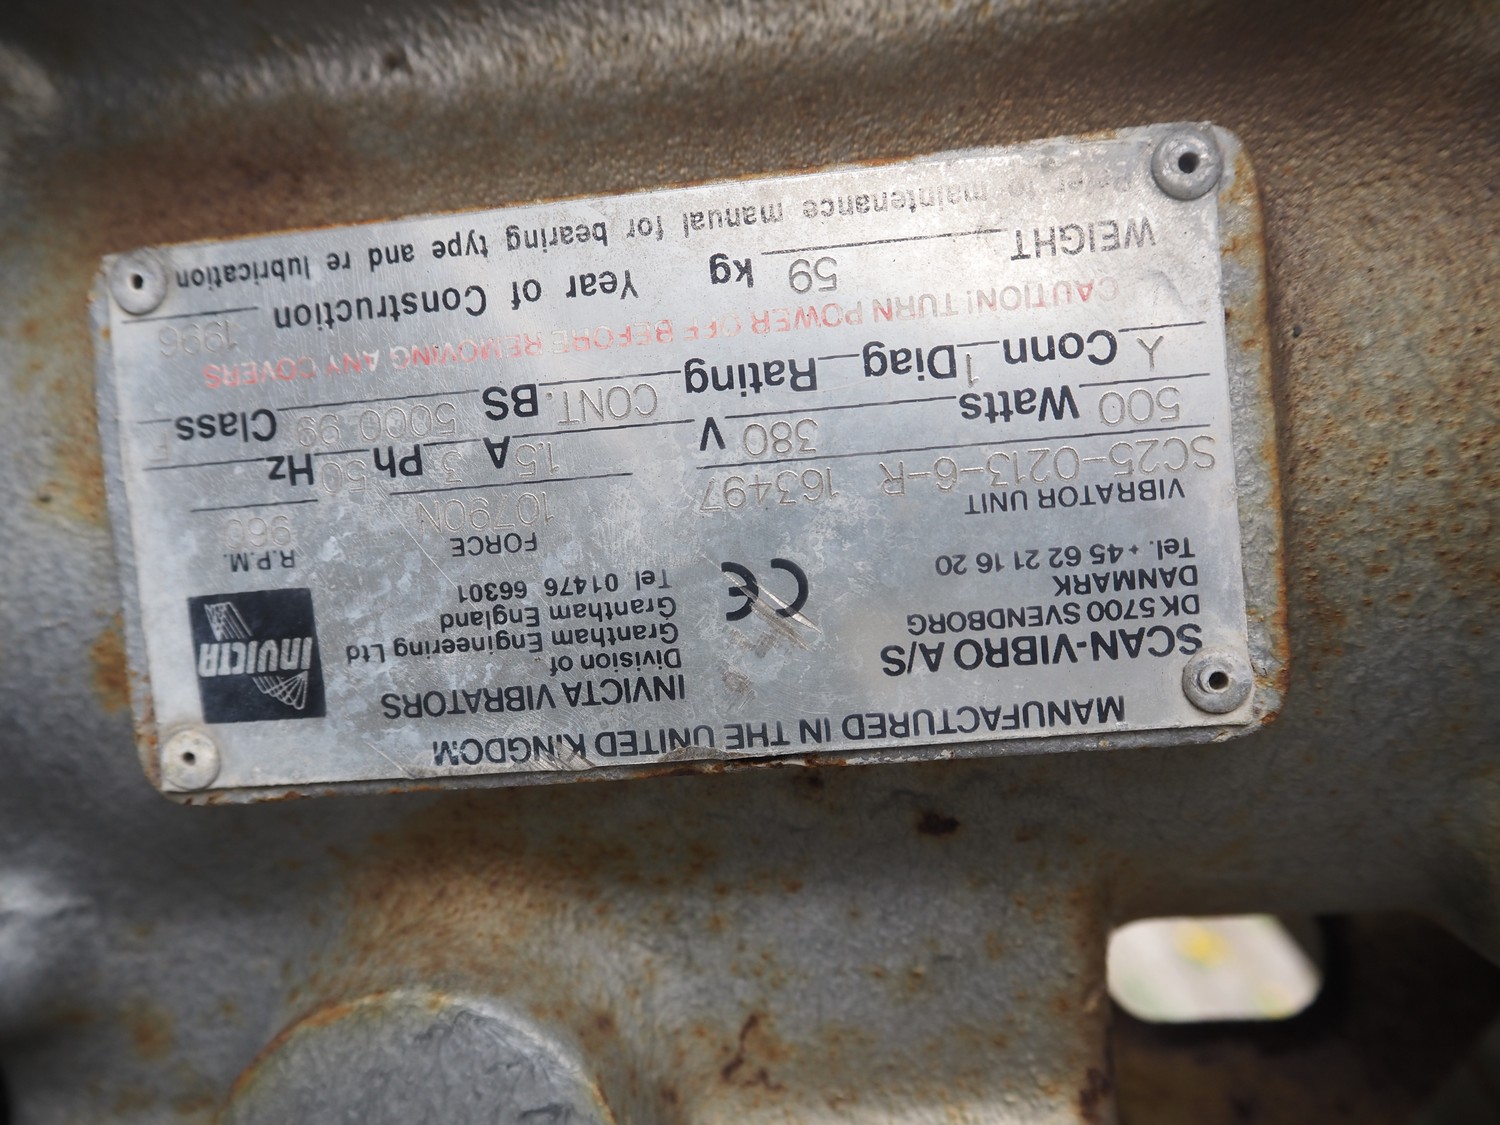 MANUFACTURED IN THE UNITED KINGDOM
SCAN-VIBRO A/S
DK 5700 SVENDBORG
DANMARK
Tel. + 45 62 21 16 20
CE
INVICTA VIBRATORS
Division of
Grantham Engineering Ltd
Grantham England
Tel. 01476 66301
INVICTA
VIBRATOR UNIT FORCE R.P.M.
SC25-0213-6-R 163497 10790N 960
500 Watts 380 V 1.5 A 3 Ph 50 Hz
Conn 1 Diag Rating CONT. BS 5000-99 Class F
CAUTION! TURN POWER OFF BEFORE REMOVING ANY COVERS
WEIGHT 59 kg Year of Construction 1996
Refer to maintenance manual for bearing type and re lubrication